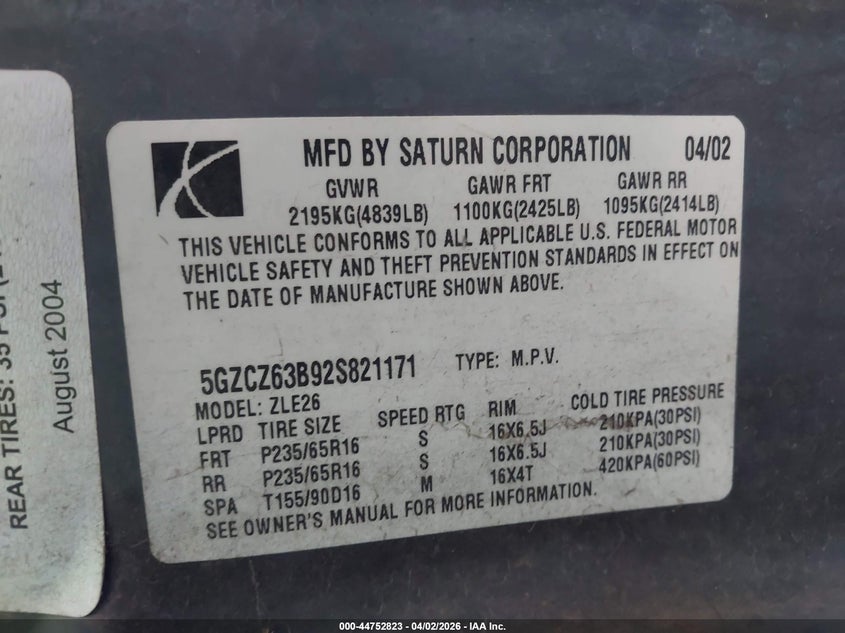 REAR TIRES: 35 PSI
August 2004
MFD BY SATURN CORPORATION 04/02
GVWR GAWR FRT GAWR RR
2195KG(4839LB) 1100KG(2425LB) 1095KG(2414LB)
THIS VEHICLE CONFORMS TO ALL APPLICABLE U.S. FEDERAL MOTOR
VEHICLE SAFETY AND THEFT PREVENTION STANDARDS IN EFFECT ON
THE DATE OF MANUFACTURE SHOWN ABOVE.
5GZCZ63B92S821171 TYPE: M.P.V.
MODEL: ZLE26
LPRD TIRE SIZE SPEED RTG RIM COLD TIRE PRESSURE
FRT P235/65R16 S 16X6.5J 210KPA(30PSI)
RR P235/65R16 S 16X6.5J 210KPA(30PSI)
SPA T155/90D16 M 16X4T 420KPA(60PSI)
SEE OWNER'S MANUAL FOR MORE INFORMATION.
000-44752823 - 04/02/2026 - IAA Inc.